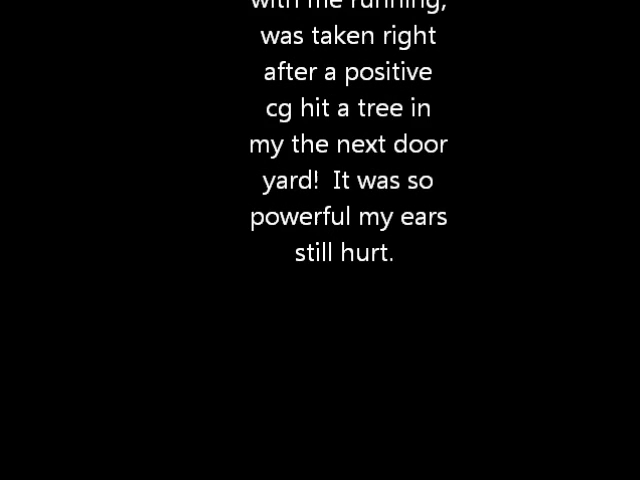 with me running,
was taken right
after a positive
cg hit a tree in
my the next door
yard!  It was so
powerful my ears
still hurt.